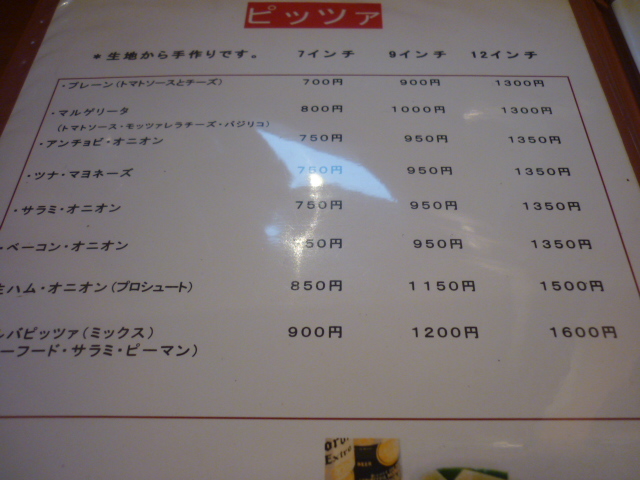 ピッツァ
*生地から手作りです。 7インチ 9インチ 12インチ
・プレーン(トマトソースとチーズ) 700円 900円 1300円
・マルゲリータ 800円 1000円 1300円
(トマトソース・モッツァレラチーズ・バジリコ)
・アンチョビ・オニオン 750円 950円 1350円
・ツナ・マヨネーズ 750円 950円 1350円
・サラミ・オニオン 750円 950円 1350円
・ベーコン・オニオン 50円 950円 1350円
生ハム・オニオン(プロシュート) 850円 1150円 1500円
ルバピッツァ(ミックス) 900円 1200円 1600円
ーフード・サラミ・ピーマン)
Extra